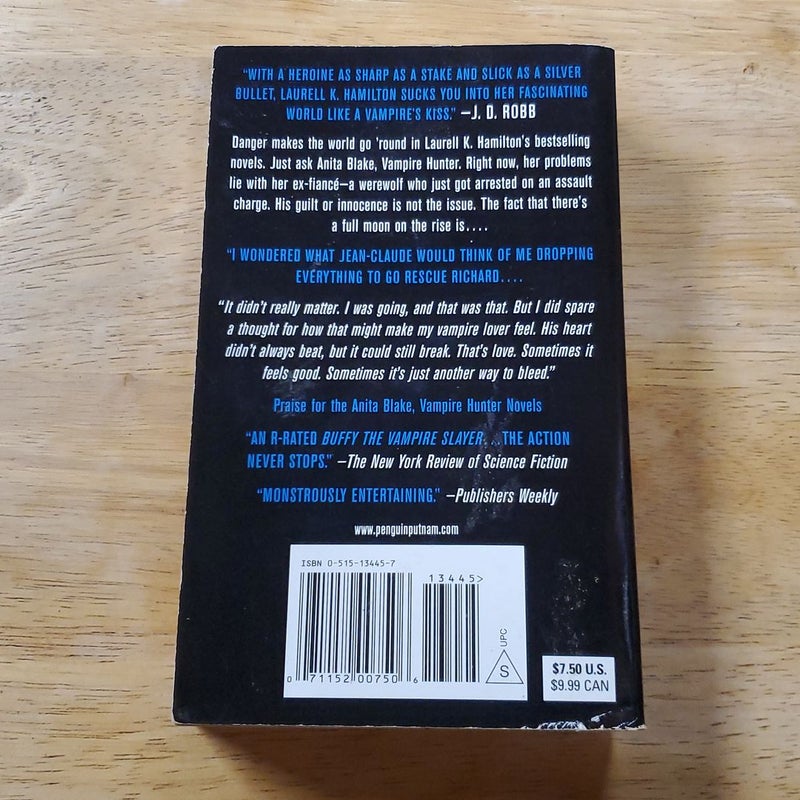 "WITH A HEROINE AS SHARP AS A STAKE AND SLICK AS A SILVER
BULLET, LAURELL K. HAMILTON SUCKS YOU INTO HER FASCINATING
WORLD LIKE A VAMPIRE'S KISS." —J. D. ROBB
Danger makes the world go 'round in Laurell K. Hamilton's bestselling
novels. Just ask Anita Blake, Vampire Hunter. Right now, her problems
lie with her ex-fiancé—a werewolf who just got arrested on an assault
charge. His guilt or innocence is not the issue. The fact that there's
a full moon on the rise is....
"I WONDERED WHAT JEAN-CLAUDE WOULD THINK OF ME DROPPING
EVERYTHING TO GO RESCUE RICHARD....
"It didn't really matter. I was going, and that was that. But I did spare
a thought for how that might make my vampire lover feel. His heart
didn't always beat, but it could still break. That's love. Sometimes it
feels good. Sometimes it's just another way to bleed."
Praise for the Anita Blake, Vampire Hunter Novels
"AN R-RATED BUFFY THE VAMPIRE SLAYER...THE ACTION
NEVER STOPS." —The New York Review of Science Fiction
"MONSTROUSLY ENTERTAINING." —Publishers Weekly
www.penguinputnam.com
ISBN 0-515-13445-7
13445>
0 71152 00750 6
UPC
S
$7.50 U.S.
$9.99 CAN